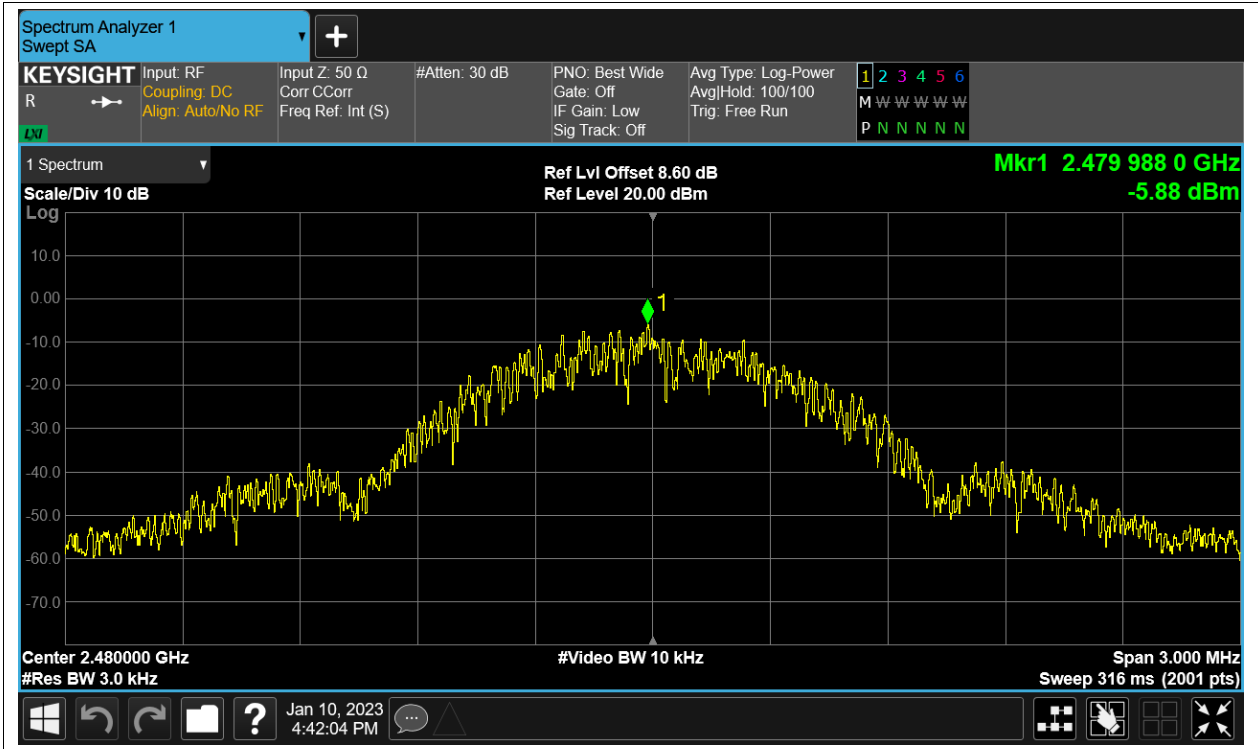 Spectrum Analyzer 1
Swept SA
KEYSIGHT
R
LXI
Input: RF
Coupling: DC
Align: Auto/No RF
Input Z: 50 Ω
Corr CCorr
Freq Ref: Int (S)
#Atten: 30 dB
PNO: Best Wide
Gate: Off
IF Gain: Low
Sig Track: Off
Avg Type: Log-Power
Avg|Hold: 100/100
Trig: Free Run
1 2 3 4 5 6
M W W W W W
P N N N N N
1 Spectrum
Scale/Div 10 dB
Log
Ref Lvl Offset 8.60 dB
Ref Level 20.00 dBm
Mkr1 2.479 988 0 GHz
-5.88 dBm
10.0
0.00
1
-10.0
-20.0
-30.0
-40.0
-50.0
-60.0
-70.0
Center 2.480000 GHz
#Res BW 3.0 kHz
#Video BW 10 kHz
Span 3.000 MHz
Sweep 316 ms (2001 pts)
?
Jan 10, 2023
4:42:04 PM